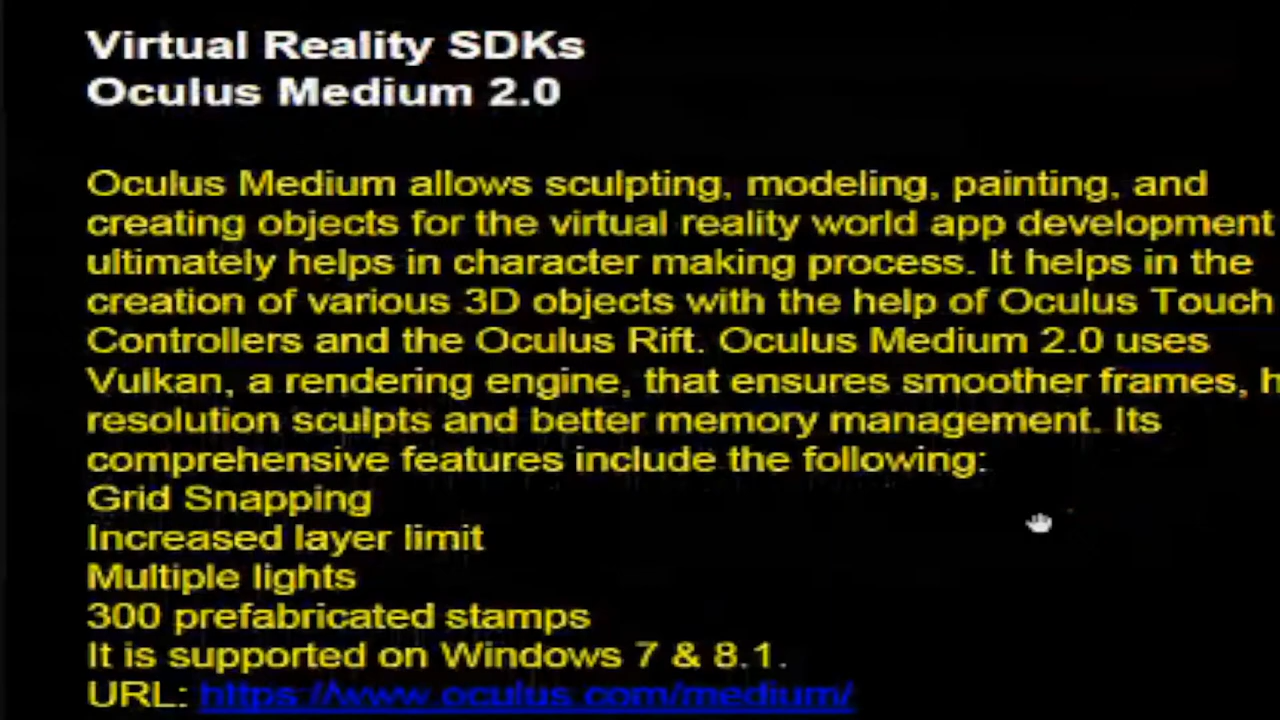 Virtual Reality SDKs
Oculus Medium 2.0
Oculus Medium allows sculpting, modeling, painting, and
creating objects for the virtual reality world app development
ultimately helps in character making process. It helps in the
creation of various 3D objects with the help of Oculus Touch
Controllers and the Oculus Rift. Oculus Medium 2.0 uses
Vulkan, a rendering engine, that ensures smoother frames,
resolution sculpts and better memory management. Its
comprehensive features include the following:
Grid Snapping
Increased layer limit
Multiple lights
300 prefabricated stamps
It is supported on Windows 7 & 8.1.
URL: https://www.oculus.com/medium/